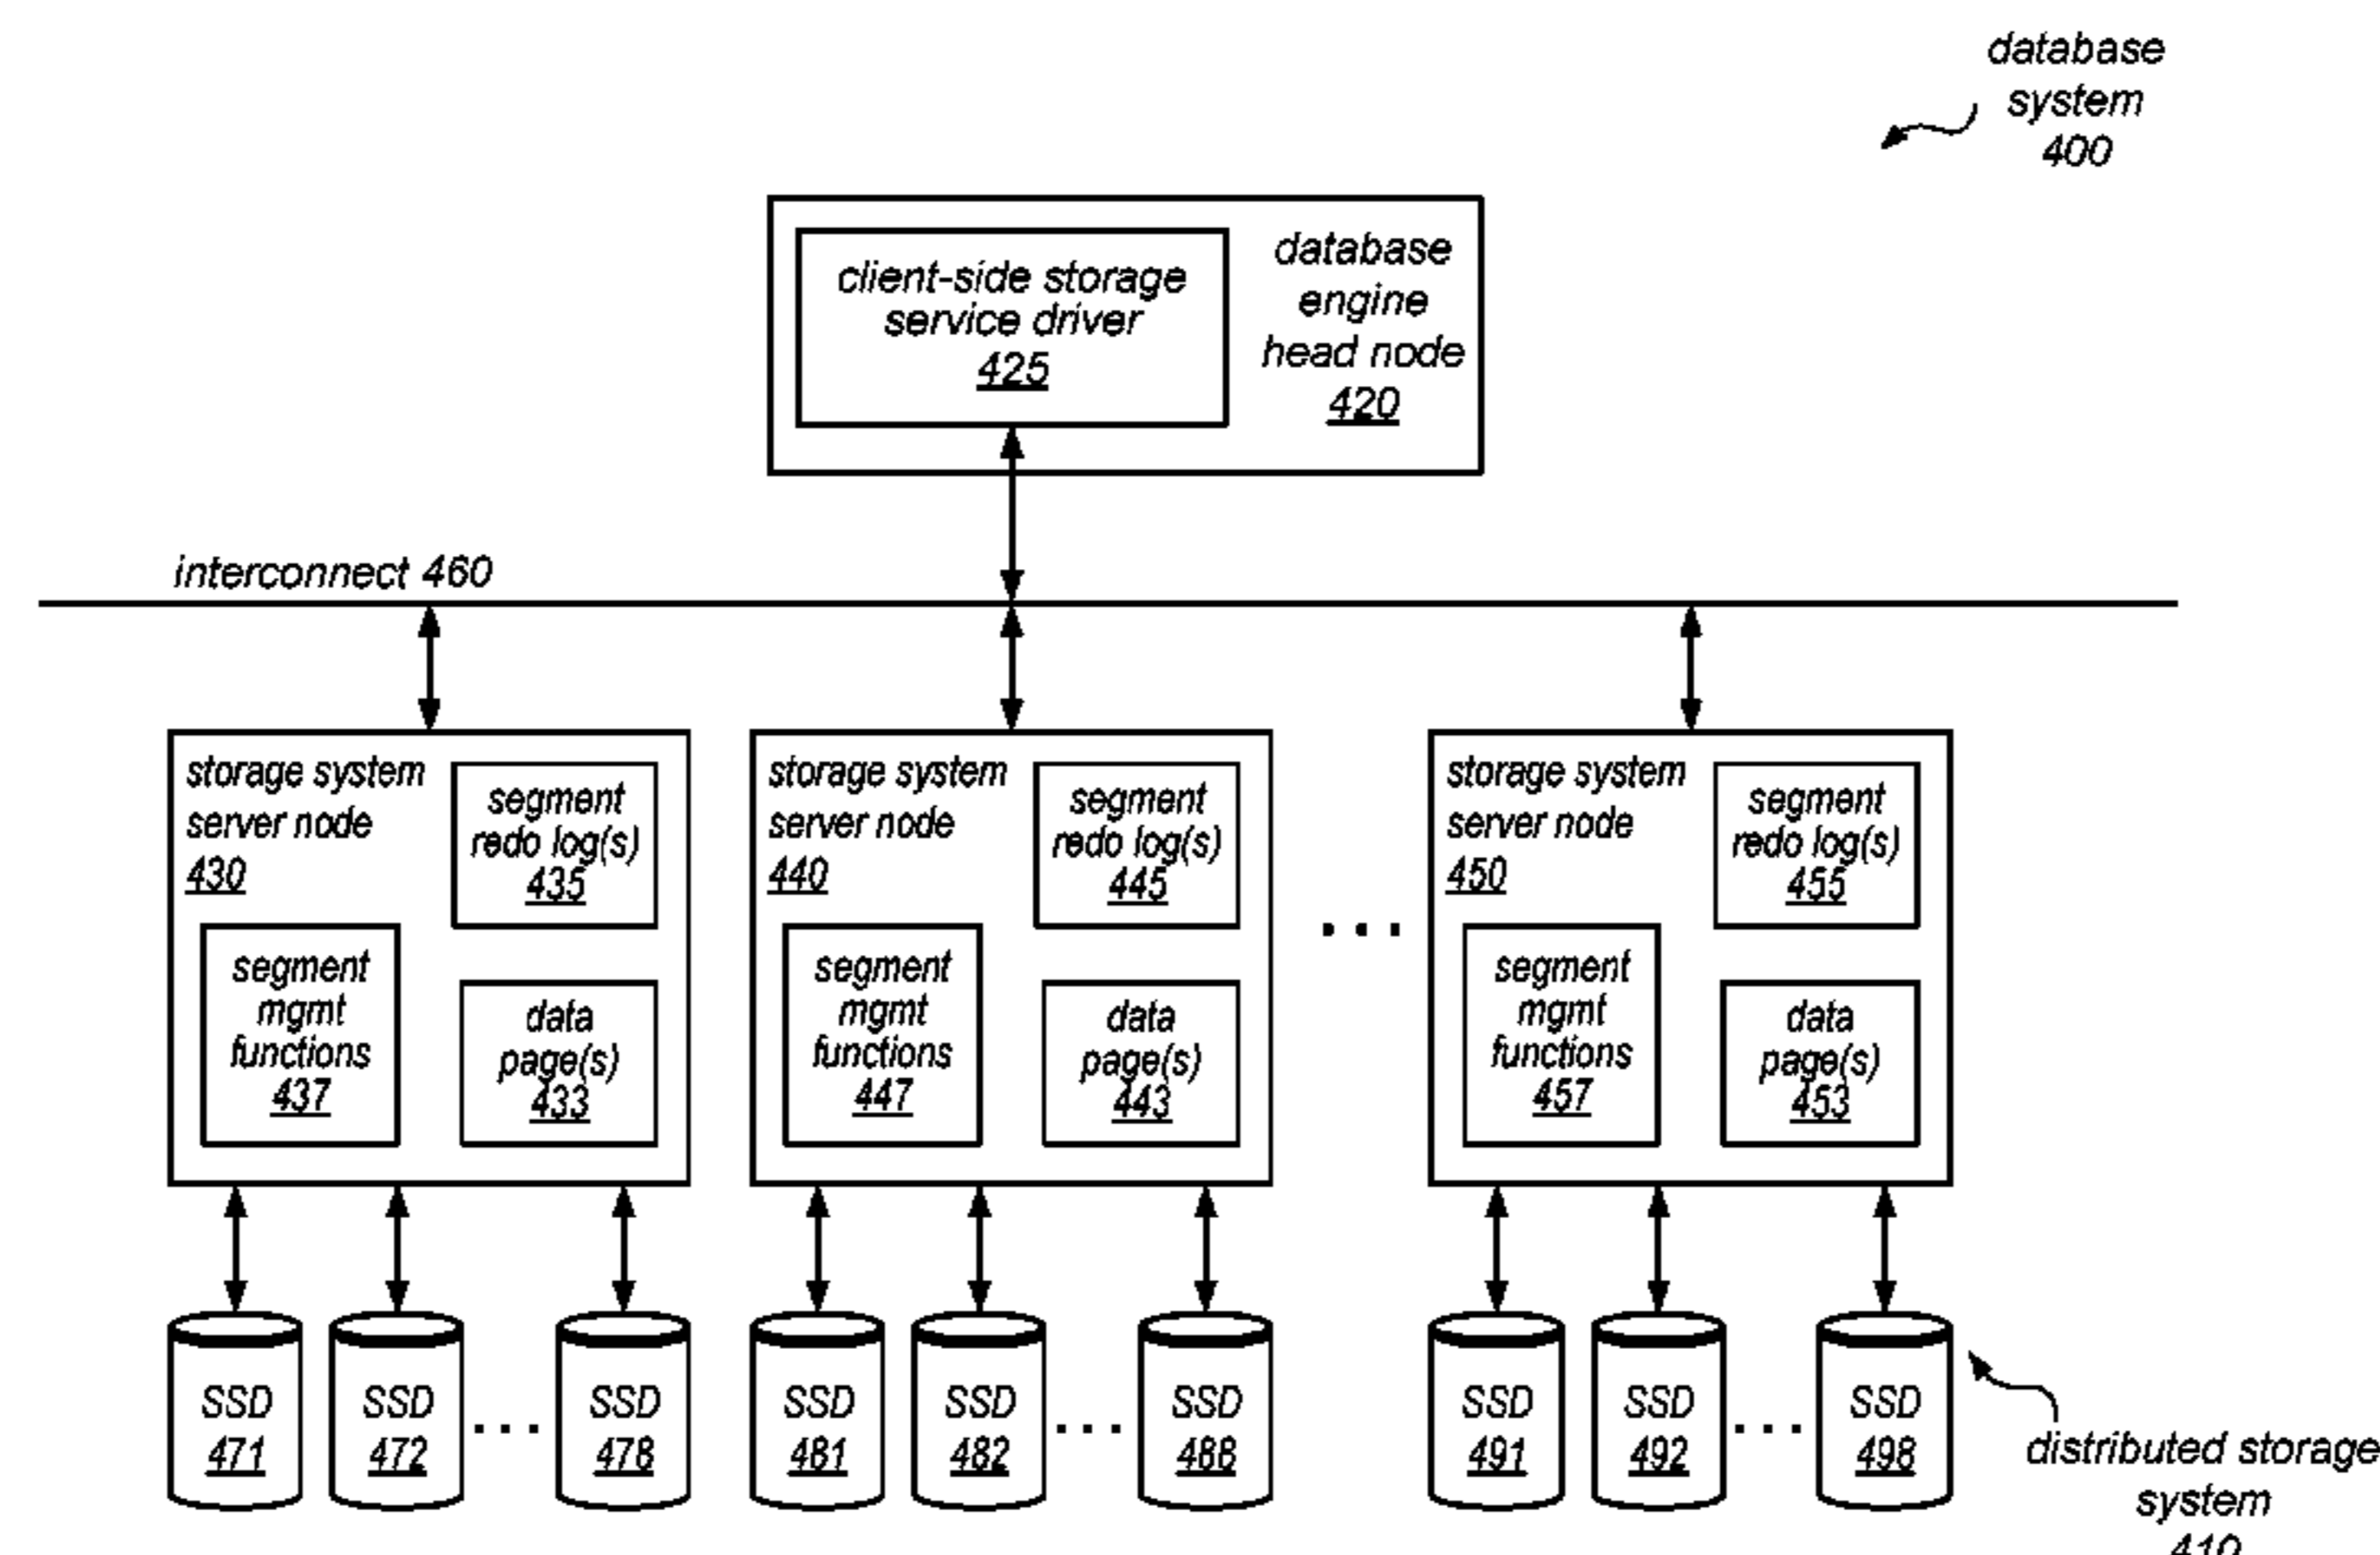 database
system
400
client-side storage
service driver
425
database
engine
head node
420
interconnect 460
storage system
server node
430
segment
redo log(s)
435
segment
mgmt
functions
437
data
page(s)
433
storage system
server node
440
segment
redo log(s)
445
segment
mgmt
functions
447
data
page(s)
443
...
storage system
server node
450
segment
redo log(s)
455
segment
mgmt
functions
457
data
page(s)
453
SSD
471
SSD
472
...
SSD
478
SSD
481
SSD
482
...
SSD
488
SSD
491
SSD
492
...
SSD
498
distributed storage
system
410